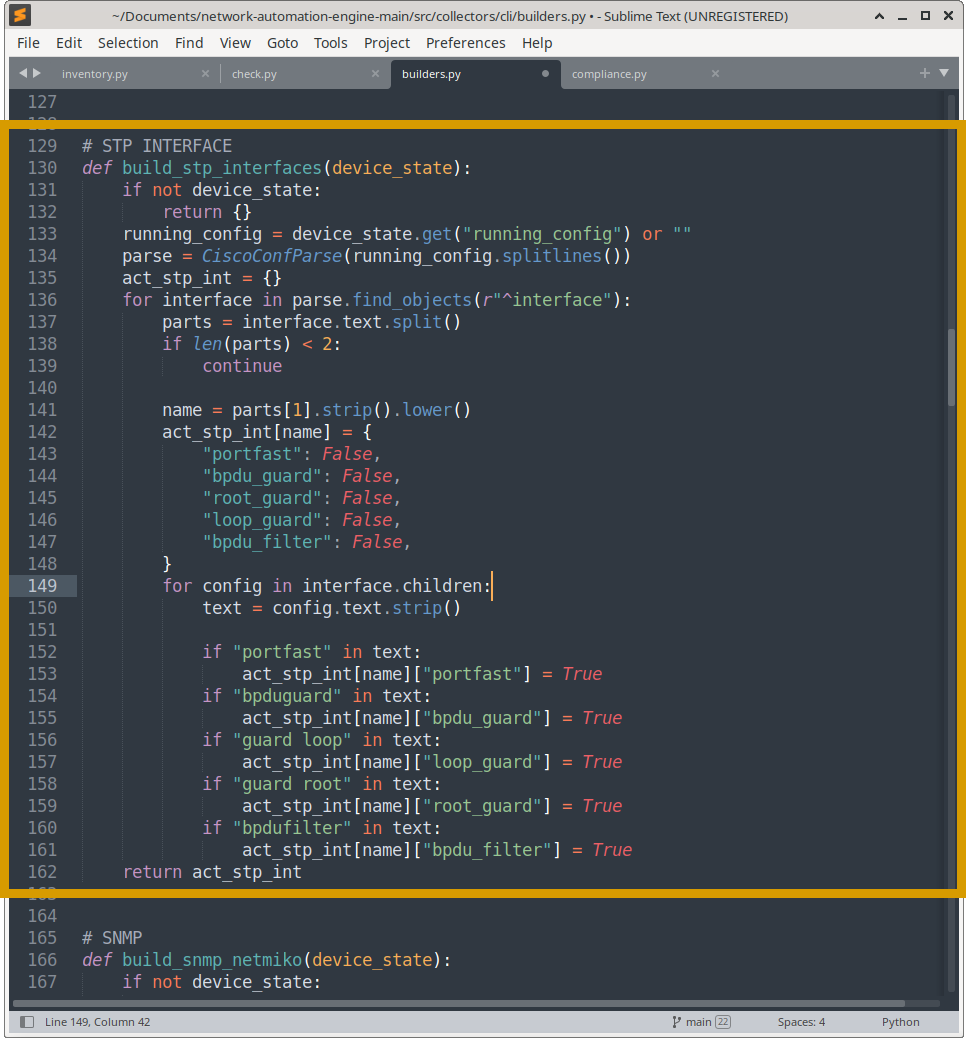 ~/Documents/network-automation-engine-main/src/collectors/cli/builders.py • - Sublime Text (UNREGISTERED)
File Edit Selection Find View Goto Tools Project Preferences Help
inventory.py check.py builders.py compliance.py
127
128
129 # STP INTERFACE
130 def build_stp_interfaces(device_state):
131     if not device_state:
132         return {}
133     running_config = device_state.get("running_config") or ""
134     parse = CiscoConfParse(running_config.splitlines())
135     act_stp_int = {}
136     for interface in parse.find_objects(r"^interface"):
137         parts = interface.text.split()
138         if len(parts) < 2:
139             continue
140
141         name = parts[1].strip().lower()
142         act_stp_int[name] = {
143             "portfast": False,
144             "bpdu_guard": False,
145             "root_guard": False,
146             "loop_guard": False,
147             "bpdu_filter": False,
148         }
149         for config in interface.children:
150             text = config.text.strip()
151
152             if "portfast" in text:
153                 act_stp_int[name]["portfast"] = True
154             if "bpduguard" in text:
155                 act_stp_int[name]["bpdu_guard"] = True
156             if "guard loop" in text:
157                 act_stp_int[name]["loop_guard"] = True
158             if "guard root" in text:
159                 act_stp_int[name]["root_guard"] = True
160             if "bpdufilter" in text:
161                 act_stp_int[name]["bpdu_filter"] = True
162     return act_stp_int
163
164
165 # SNMP
166 def build_snmp_netmiko(device_state):
167     if not device_state:
Line 149, Column 42 main 22 Spaces: 4 Python